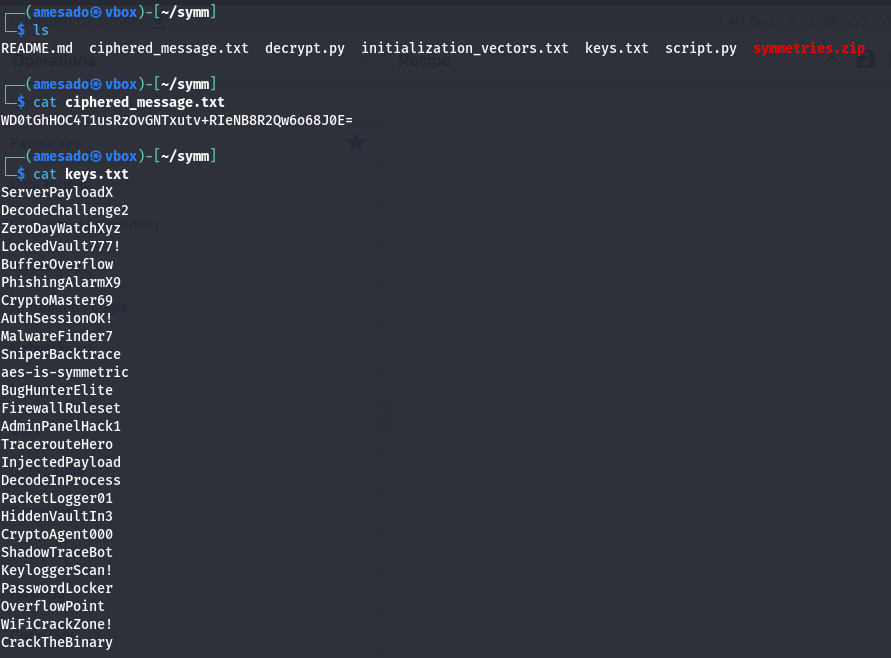 (amesado㉿vbox)-[~/symm]
$ ls
README.md ciphered_message.txt decrypt.py initialization_vectors.txt keys.txt script.py symmetries.zip
Operations Recipe
(amesado㉿vbox)-[~/symm]
$ cat ciphered_message.txt
WD0tGhHOC4T1usRzOvGNTxutv+RIeNB8R2Qw6o68J0E=
(amesado㉿vbox)-[~/symm]
$ cat keys.txt
ServerPayloadX
DecodeChallenge2
ZeroDayWatchXyz
LockedVault777!
BufferOverflow
PhishingAlarmX9
CryptoMaster69
AuthSessionOK!
MalwareFinder7
SniperBacktrace
aes-is-symmetric
BugHunterElite
FirewallRuleset
AdminPanelHack1
TracerouteHero
InjectedPayload
DecodeInProcess
PacketLogger01
HiddenVaultIn3
CryptoAgent000
ShadowTraceBot
KeyloggerScan!
PasswordLocker
OverflowPoint
WiFiCrackZone!
CrackTheBinary